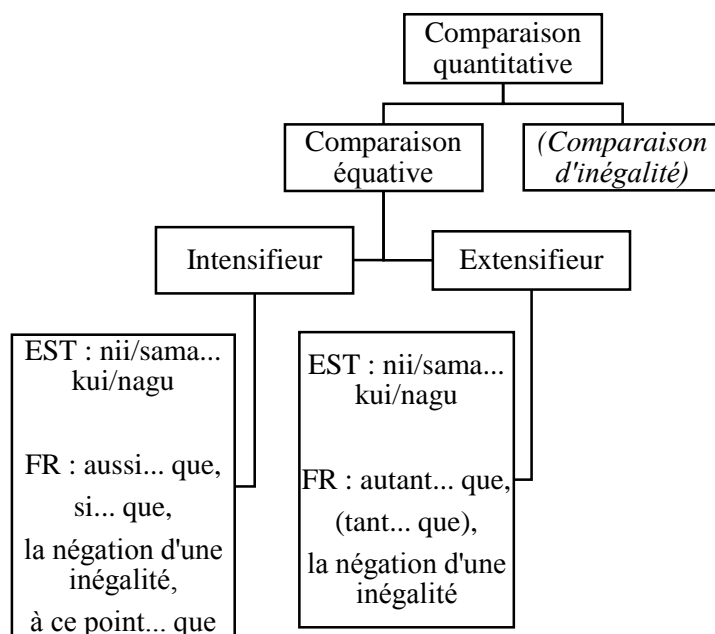 Comparaison
quantitative
Comparaison
équative
(Comparaison
d'inégalité)
Intensifieur
Extensifieur
EST : nii/sama...
kui/nagu
FR : aussi... que,
si... que,
la négation d'une
inégalité,
à ce point... que
EST : nii/sama...
kui/nagu
FR : autant... que,
(tant... que),
la négation d'une
inégalité